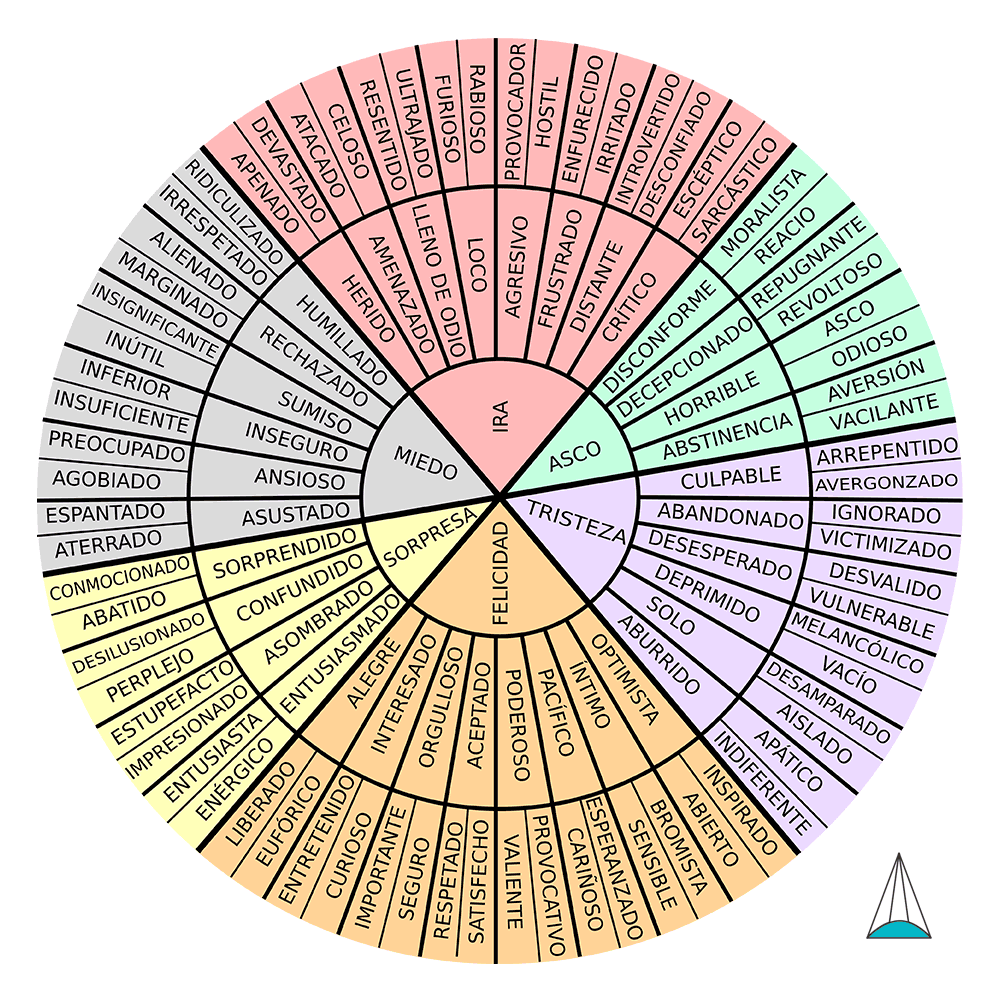 IRA
ASCO
TRISTEZA
FELICIDAD
SORPRESA
MIEDO
HERIDO
AMENAZADO
LLENO DE ODIO
LOCO
AGRESIVO
FRUSTRADO
DISTANTE
CRÍTICO
DISCONFORME
DECEPCIONADO
HORRIBLE
ABSTINENCIA
CULPABLE
ABANDONADO
DESESPERADO
DEPRIMIDO
SOLO
ABURRIDO
OPTIMISTA
ÍNTIMO
PACÍFICO
PODEROSO
ACEPTADO
ORGULLOSO
INTERESADO
ALEGRE
ENTUSIASMADO
ASOMBRADO
CONFUNDIDO
SORPRENDIDO
ASUSTADO
ANSIOSO
INSEGURO
SUMISO
RECHAZADO
HUMILLADO
APENADO
DEVASTADO
ATACADO
CELOSO
RESENTIDO
ULTRAJADO
FURIOSO
RABIOSO
PROVOCADOR
HOSTIL
ENFURECIDO
IRRITADO
INTROVERTIDO
DESCONFIADO
ESCÉPTICO
SARCÁSTICO
MORALISTA
REACIO
REPUGNANTE
REVOLTOSO
ASCO
ODIOSO
AVERSIÓN
VACILANTE
ARREPENTIDO
AVERGONZADO
IGNORADO
VICTIMIZADO
DESVALIDO
VULNERABLE
MELANCÓLICO
VACÍO
DESAMPARADO
AISLADO
APÁTICO
INDIFERENTE
INSPIRADO
ABIERTO
BROMISTA
SENSIBLE
ESPERANZADO
CARIÑOSO
PROVOCATIVO
VALIENTE
SATISFECHO
RESPETADO
SEGURO
IMPORTANTE
CURIOSO
ENTRETENIDO
EUFÓRICO
LIBERADO
ENÉRGICO
ENTUSIASTA
IMPRESIONADO
ESTUPEFACTO
PERPLEJO
DESILUSIONADO
ABATIDO
CONMOCIONADO
ATERRADO
ESPANTADO
AGOBIADO
PREOCUPADO
INSUFICIENTE
INFERIOR
INÚTIL
INSIGNIFICANTE
MARGINADO
ALIENADO
IRRESPETADO
RIDICULIZADO